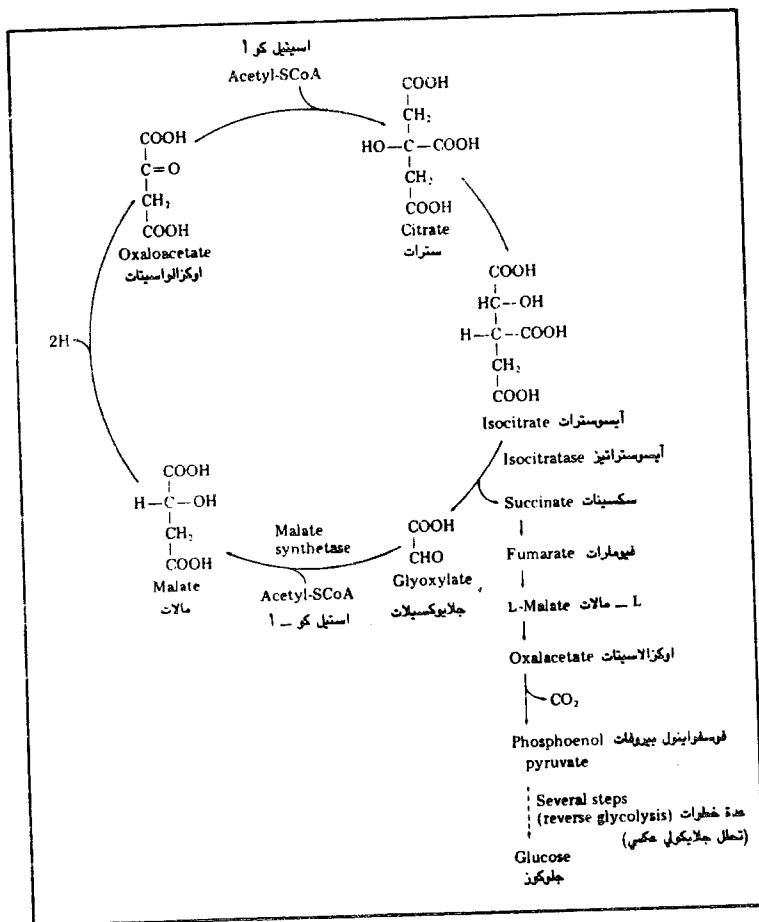 اسيتيل كو أ
Acetyl-SCoA
COOH
CH₂
HO—C—COOH
CH₂
COOH
Citrate
سترات
COOH
C=O
CH₂
COOH
Oxaloacetate
اوكزالواسيتات
2H
COOH
HC—OH
H—C—COOH
CH₂
COOH
Isocitrate آيسوسترات
Isocitratase آيسوستراتيز
Succinate سكسينات
Fumarate فيومارات
L-Malate مالات — L
Oxalacetate اوكزالاسيتات
CO₂
Phosphoenol فوسفواينول بيروفات
pyruvate
Several steps
(reverse glycolysis) عدة خطوات
(تحلل جلايكولي عكسي)
Glucose
جلوكوز
COOH
CHO
Glyoxylate
جلايوكسيلات
Malate
synthetase
Acetyl-SCoA
استيل كو — أ
COOH
H—C—OH
CH₂
COOH
Malate
مالات